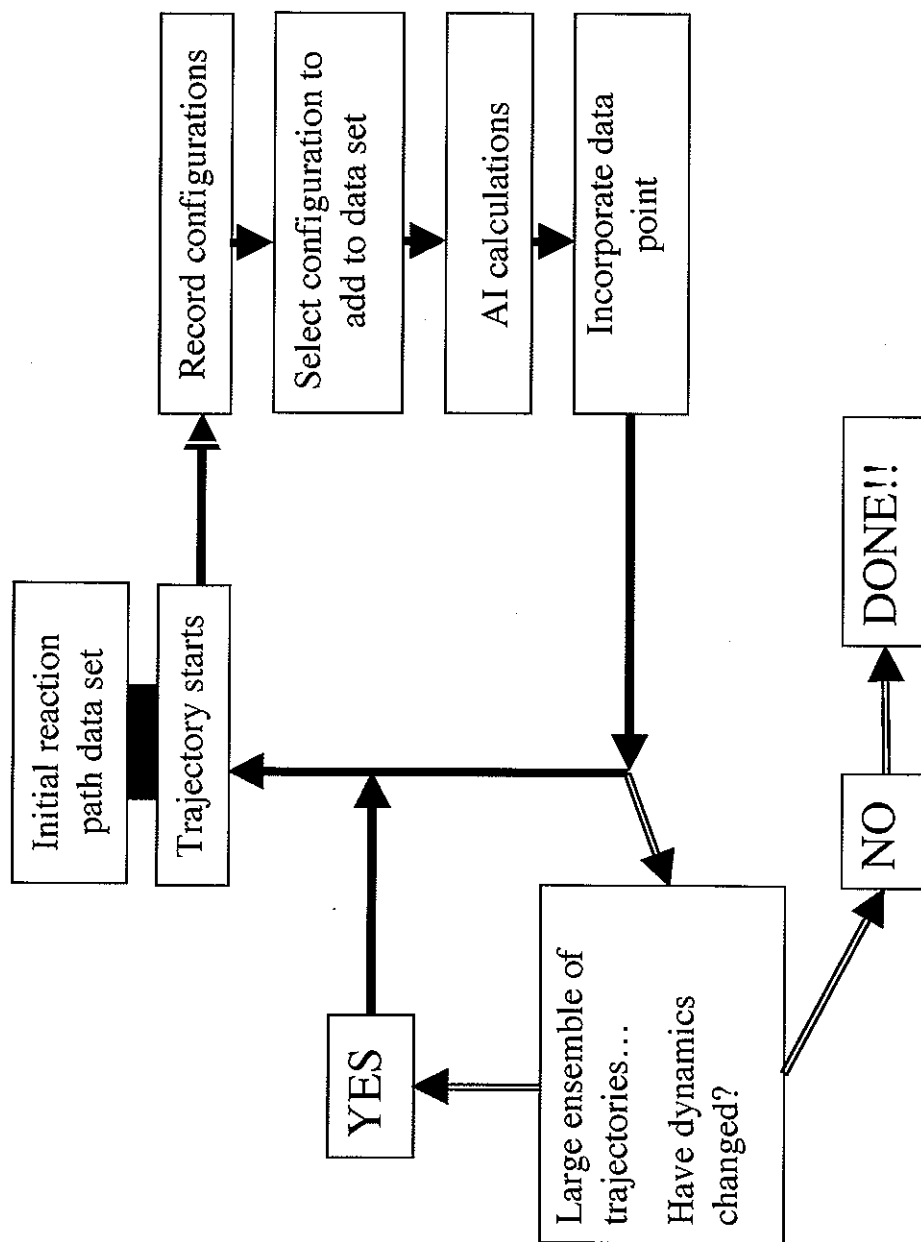 Initial reaction
path data set
Trajectory starts
Record configurations
Select configuration to
add to data set
AI calculations
Incorporate data
point
YES
Large ensemble of
trajectories…
Have dynamics
changed?
NO
DONE!!